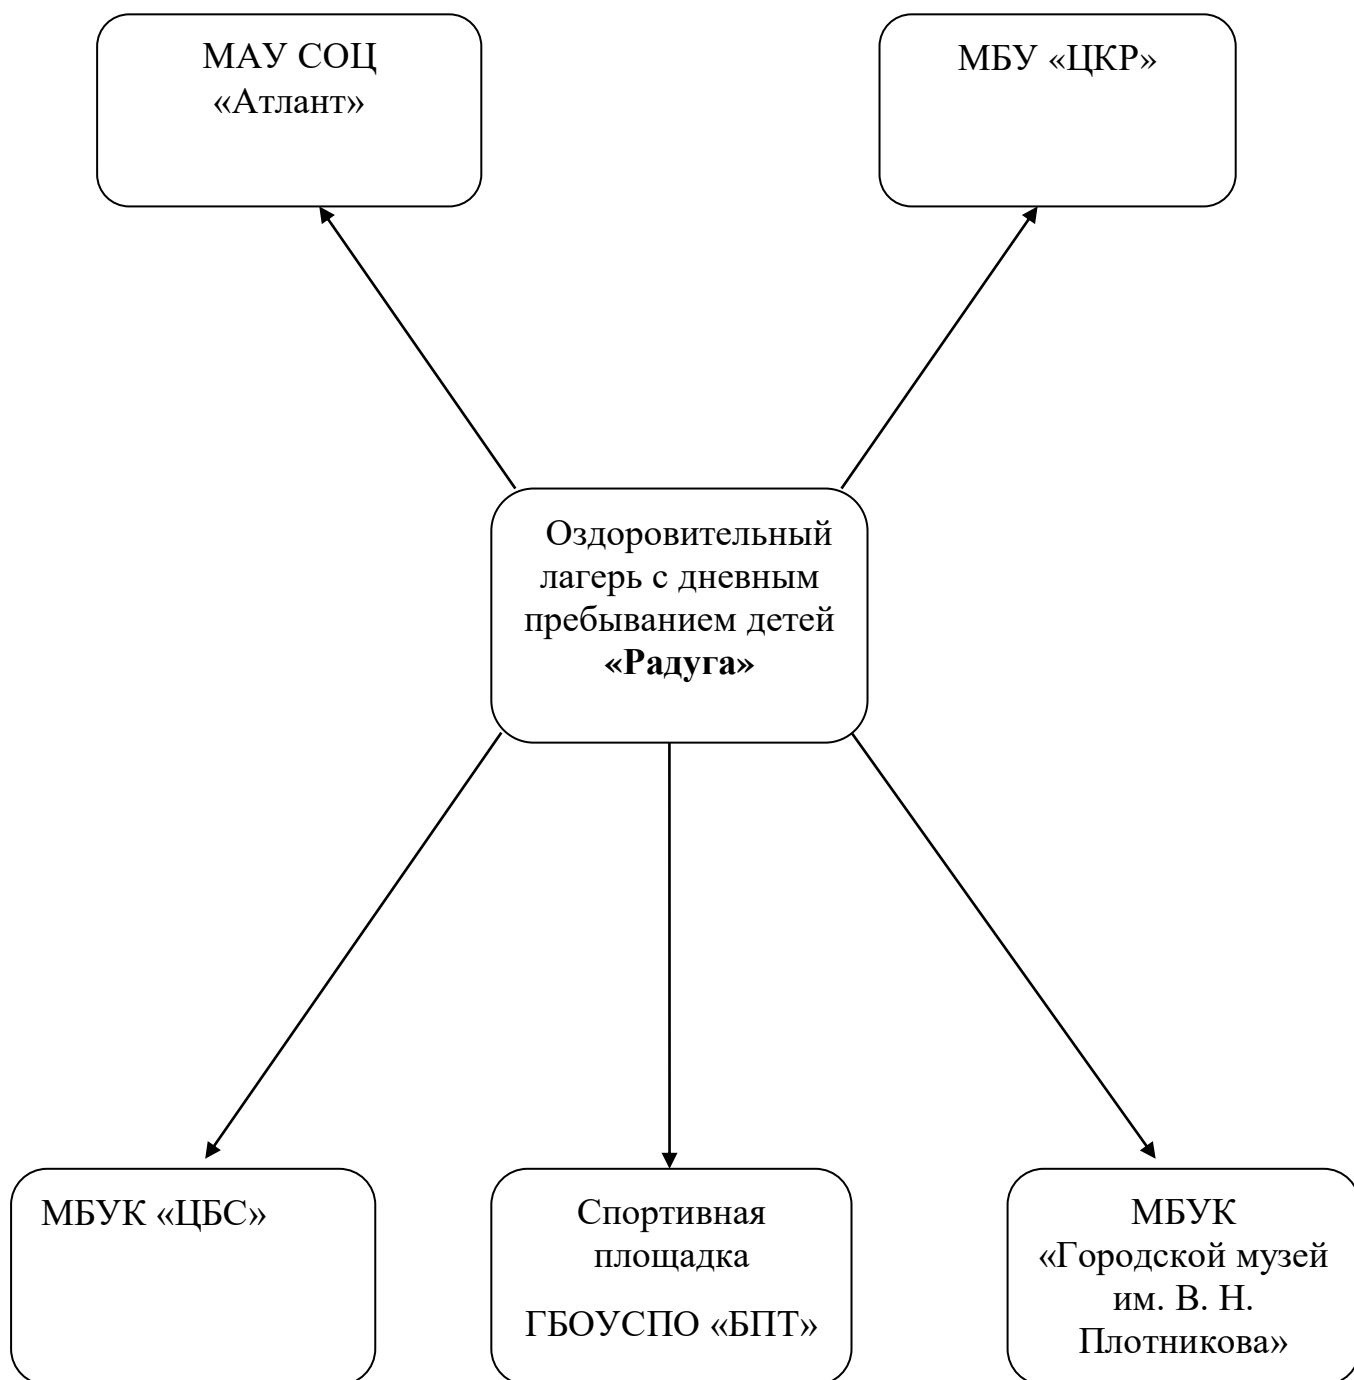 МАУ СОЦ
«Атлант»
МБУ «ЦКР»
Оздоровительный
лагерь с дневным
пребыванием детей
«Радуга»
МБУК «ЦБС»
Спортивная
площадка
ГБОУСПО «БПТ»
МБУК
«Городской музей
им. В. Н.
Плотникова»